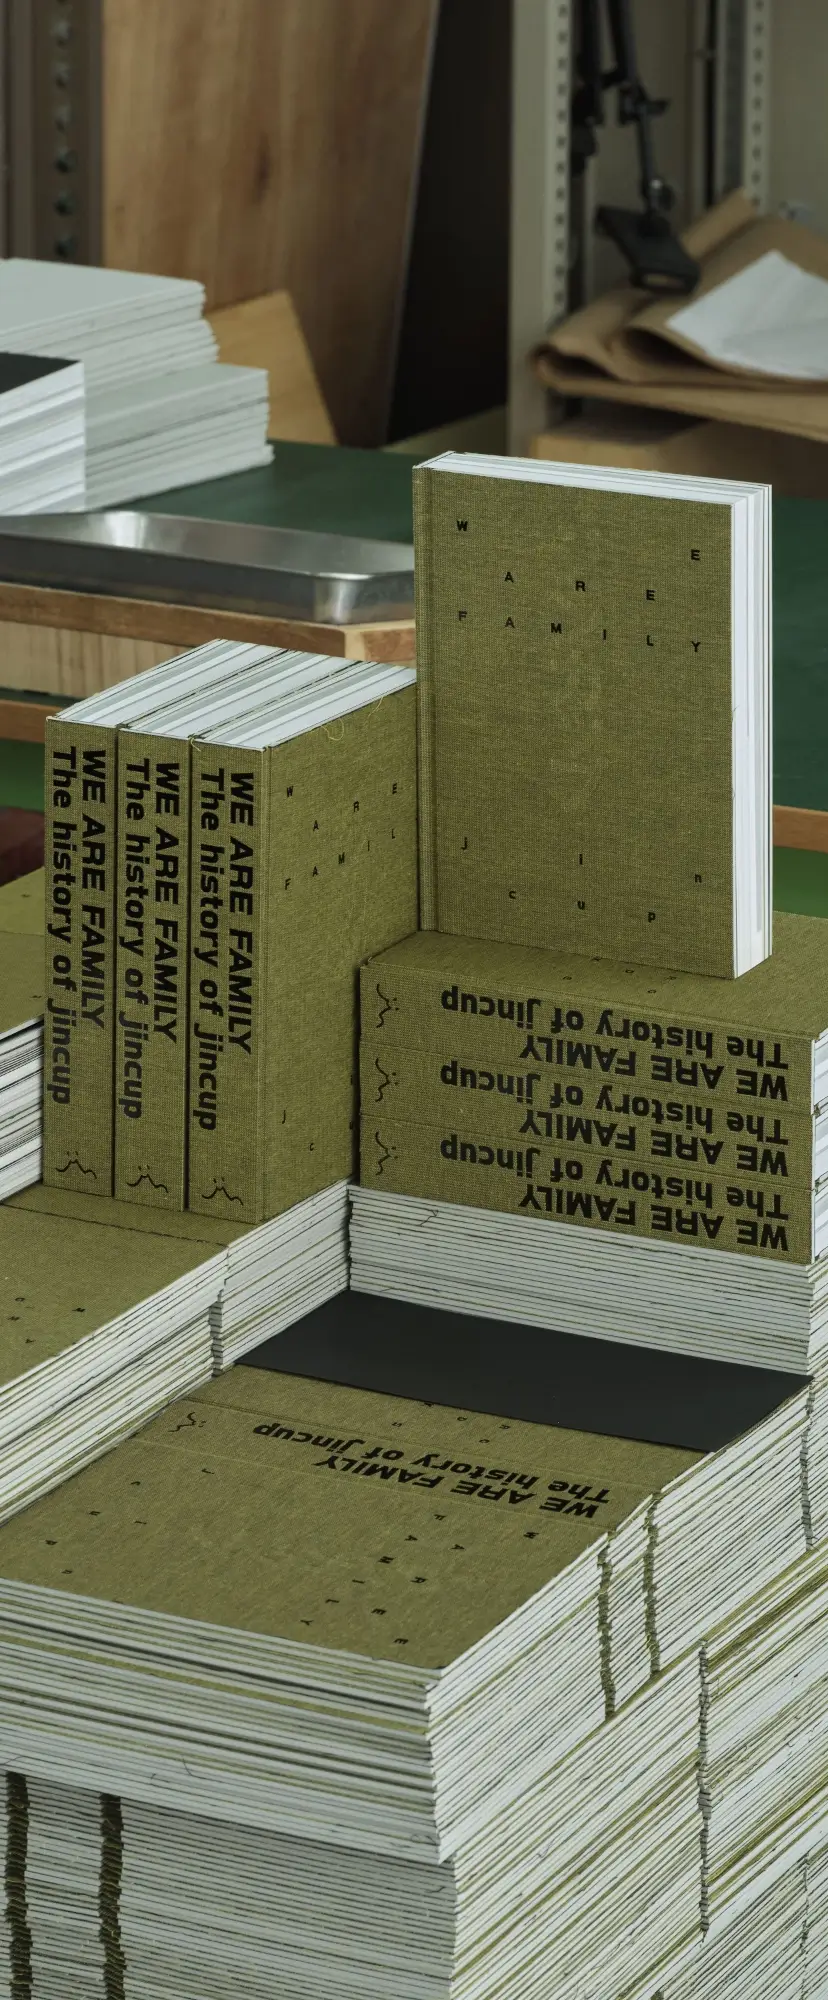 W E
A R E
F A M I L Y
j i n
c u p
WE ARE FAMILY
The history of jincup
WE ARE FAMILY
The history of jincup
WE ARE FAMILY
The history of jincup
W
A R E
F A M I L
J
c
WE ARE FAMILY
The history of jincup
WE ARE FAMILY
The history of jincup
WE ARE FAMILY
The history of jincup
WE ARE FAMILY
The history of jincup
W E
A R E
F A M I L Y